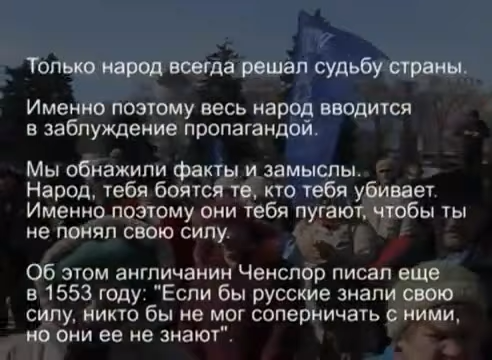 Только народ всегда решал судьбу страны.
Именно поэтому весь народ вводится
в заблуждение пропагандой.
Мы обнажили факты и замыслы.
Народ, тебя боятся те, кто тебя убивает.
Именно поэтому они тебя пугают, чтобы ты
не понял свою силу.
Об этом англичанин Ченслор писал еще
в 1553 году: "Если бы русские знали свою
силу, никто бы не мог соперничать с ними,
но они ее не знают".